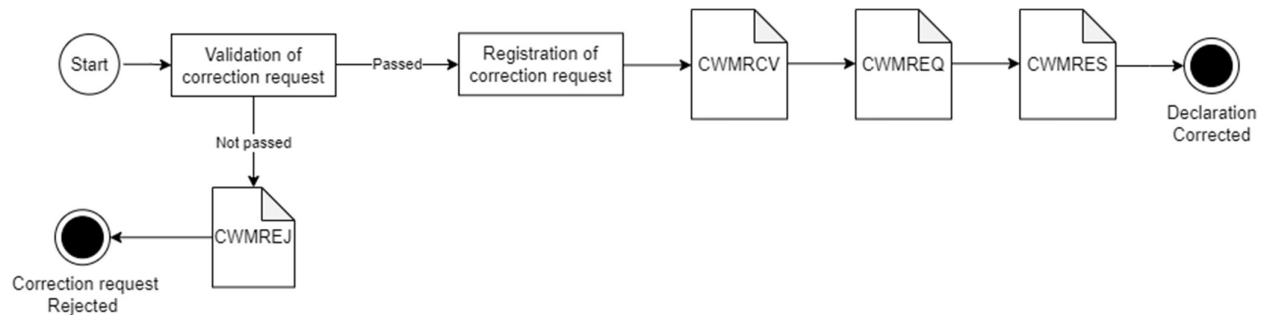 Start
Validation of
correction request
Passed
Registration of
correction request
CWMRCV
CWMREQ
CWMRES
Declaration
Corrected
Not passed
CWMREJ
Correction request
Rejected